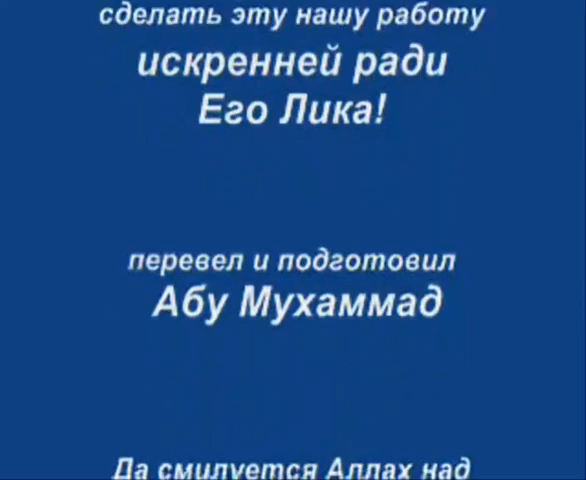 сделать эту нашу работу
искренней ради
Его Лика!
перевел и подготовил
Абу Мухаммад
Да смилуется Аллах над